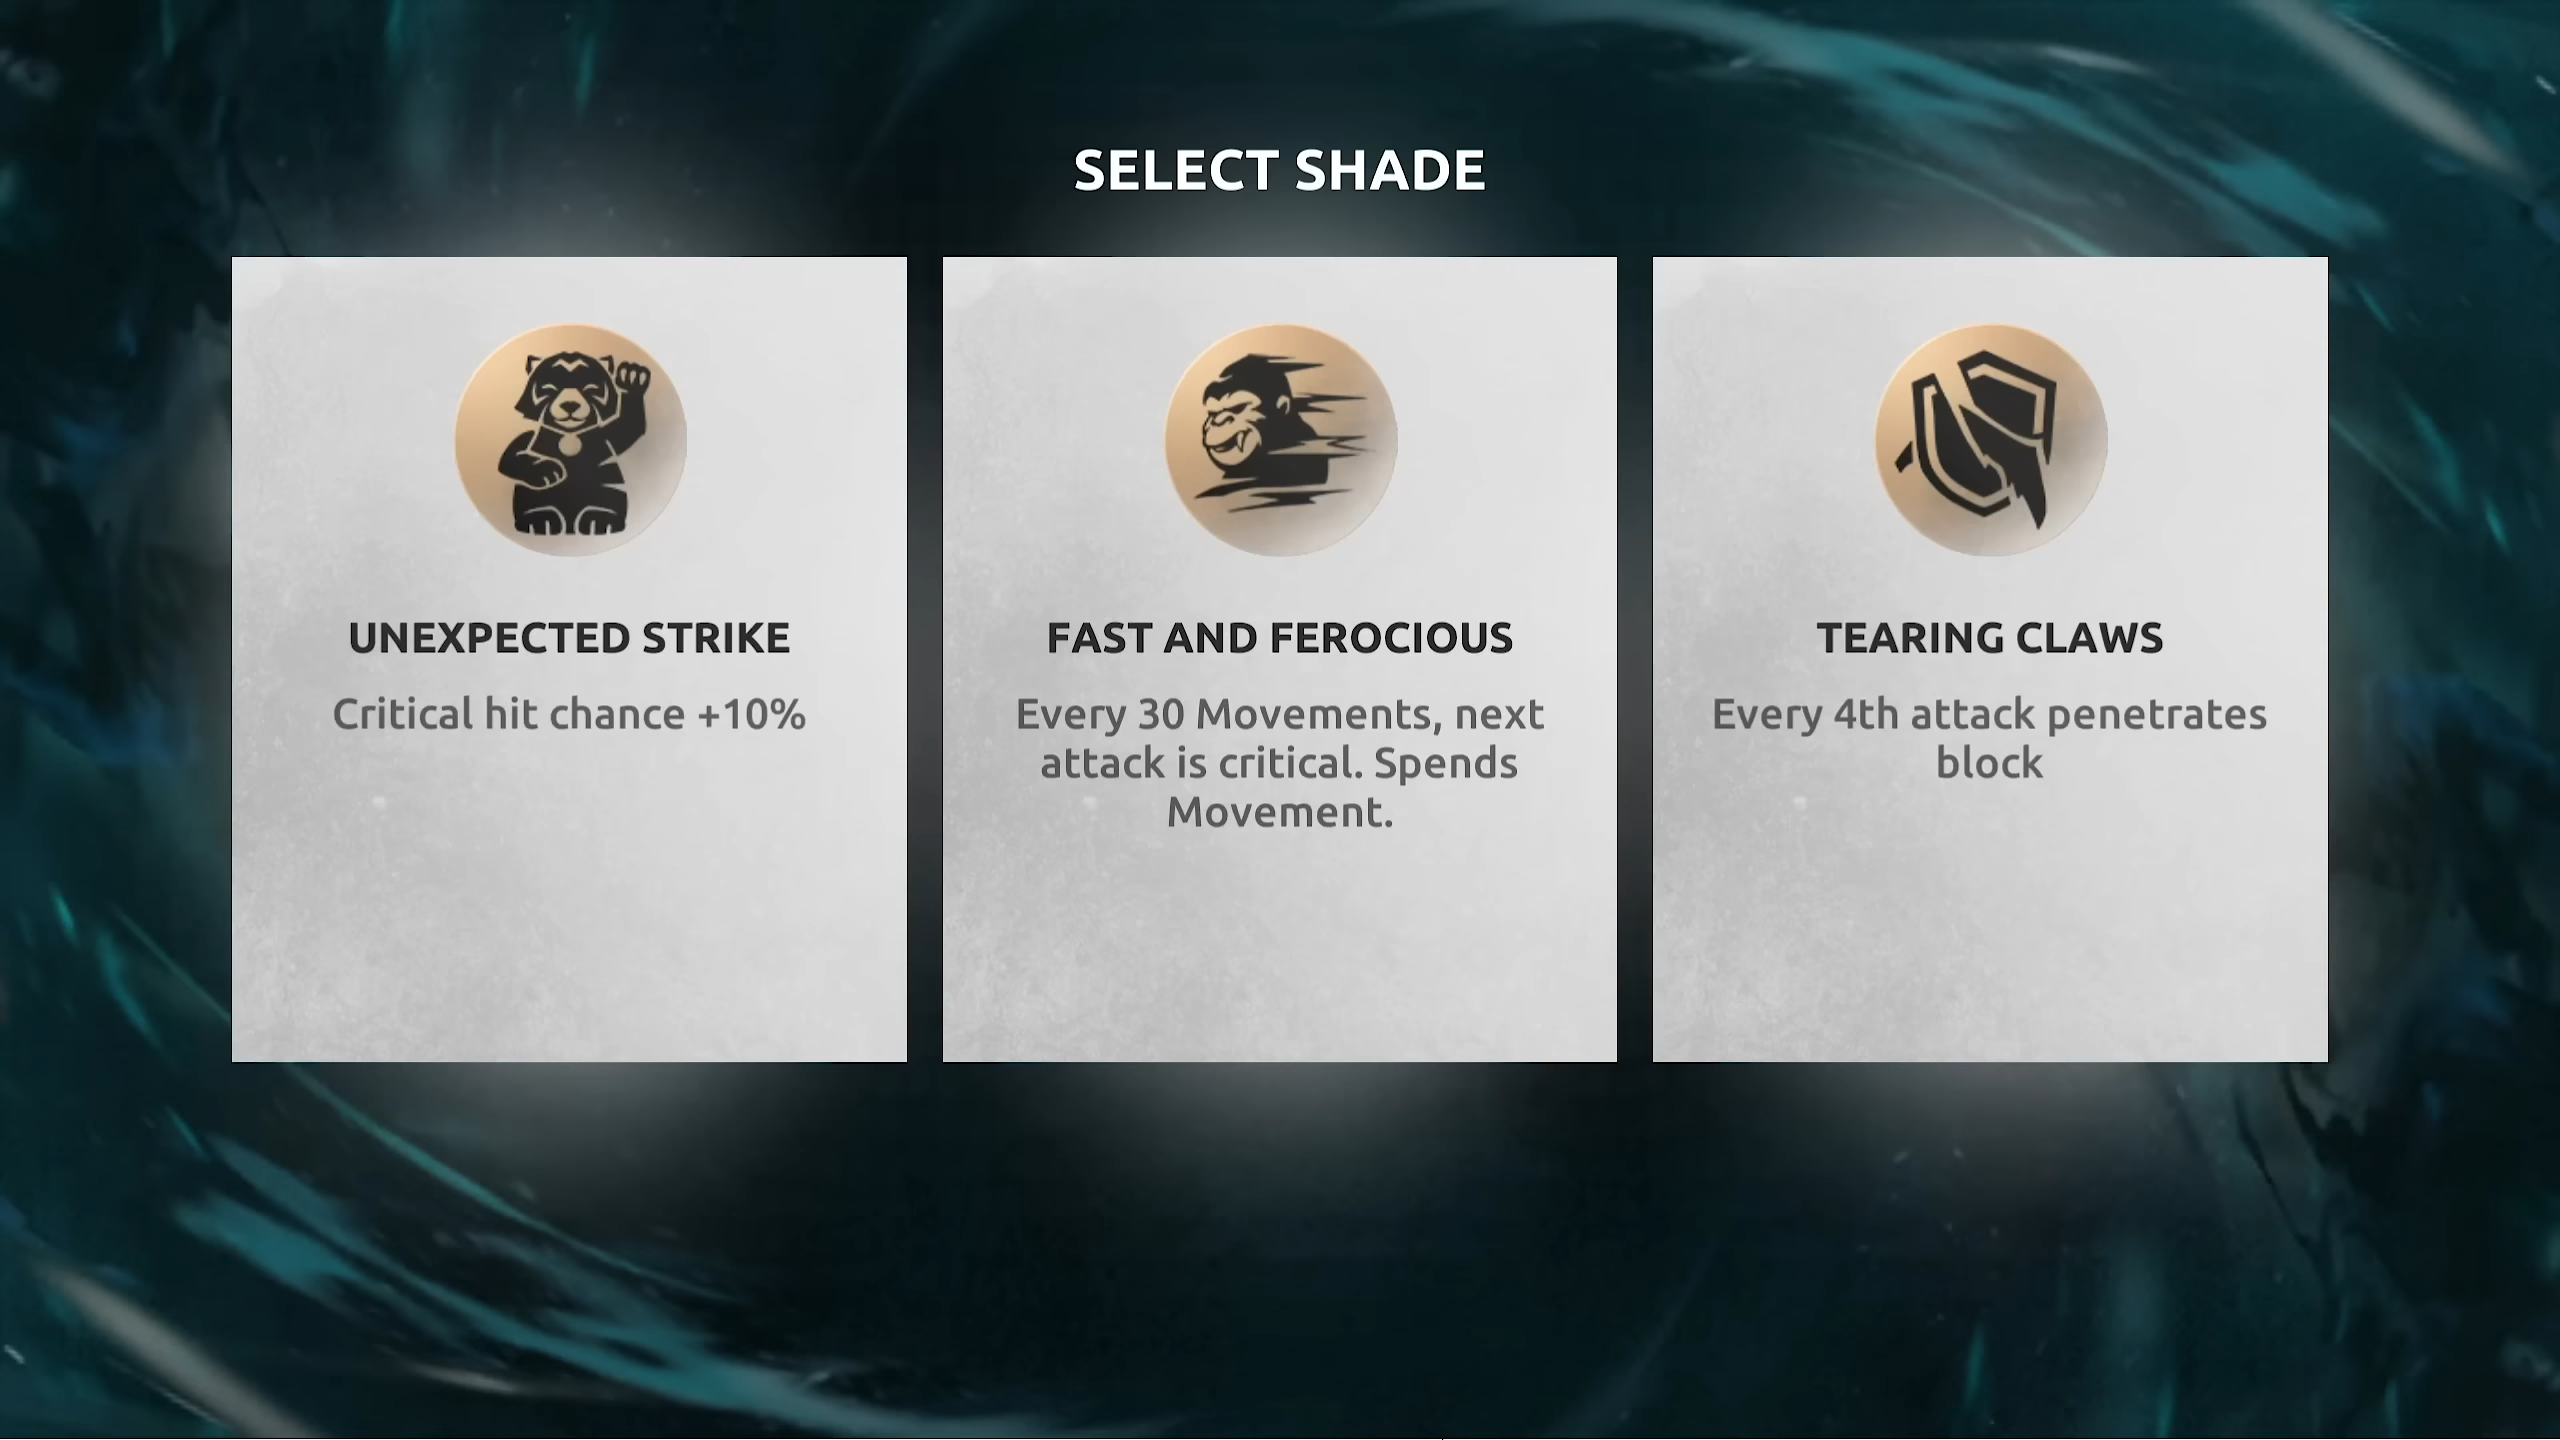 SELECT SHADE
UNEXPECTED STRIKE
Critical hit chance +10%
FAST AND FEROCIOUS
Every 30 Movements, next
attack is critical. Spends
Movement.
TEARING CLAWS
Every 4th attack penetrates
block